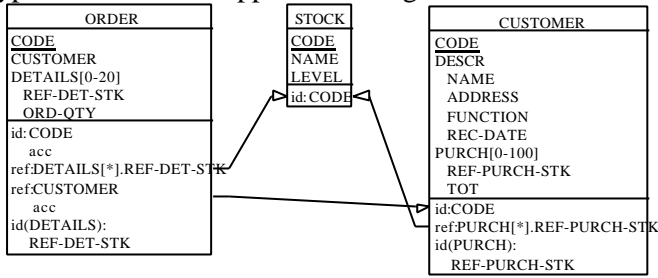 ORDER
CODE
CUSTOMER
DETAILS[0-20]
REF-DET-STK
ORD-QTY
id: CODE
acc
ref:DETAILS[*].REF-DET-STK
ref:CUSTOMER
acc
id(DETAILS):
REF-DET-STK
STOCK
CODE
NAME
LEVEL
id: CODE
CUSTOMER
CODE
DESCR
NAME
ADDRESS
FUNCTION
REC-DATE
PURCH[0-100]
REF-PURCH-STK
TOT
id:CODE
ref:PURCH[*].REF-PURCH-STK
id(PURCH):
REF-PURCH-STK